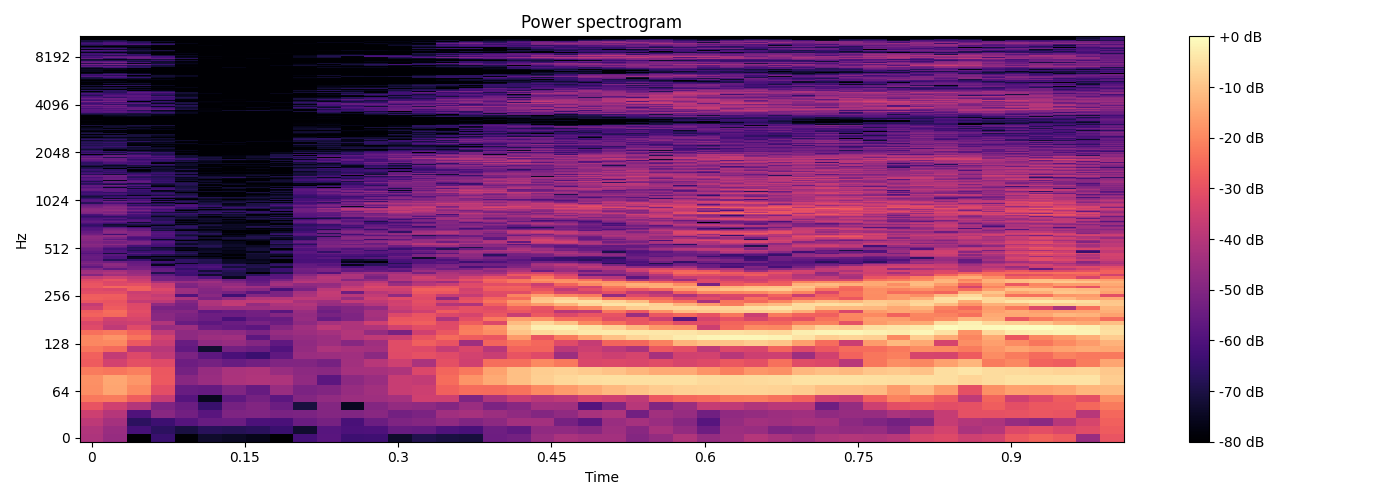 Power spectrogram
Hz
8192
4096
2048
1024
512
256
128
64
0
0 0.15 0.3 0.45 0.6 0.75 0.9
Time
+0 dB
-10 dB
-20 dB
-30 dB
-40 dB
-50 dB
-60 dB
-70 dB
-80 dB